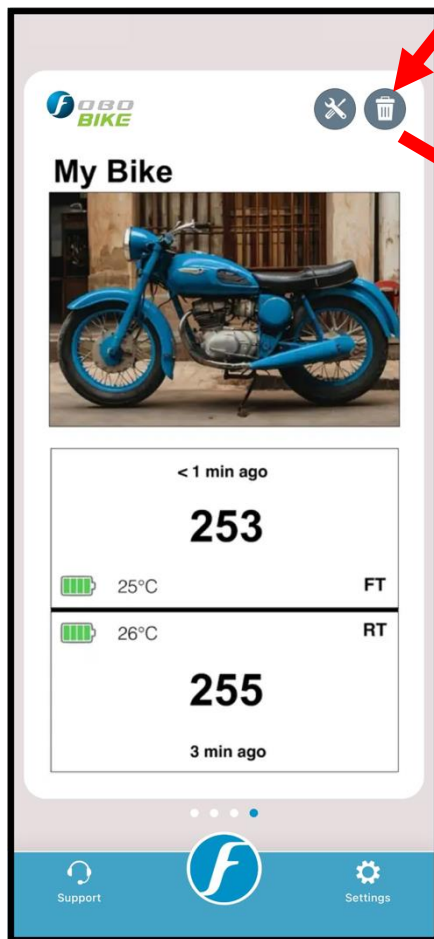 FOBO
BIKE
My Bike
< 1 min ago
253
25°C
FT
26°C
RT
255
3 min ago
Support
Settings